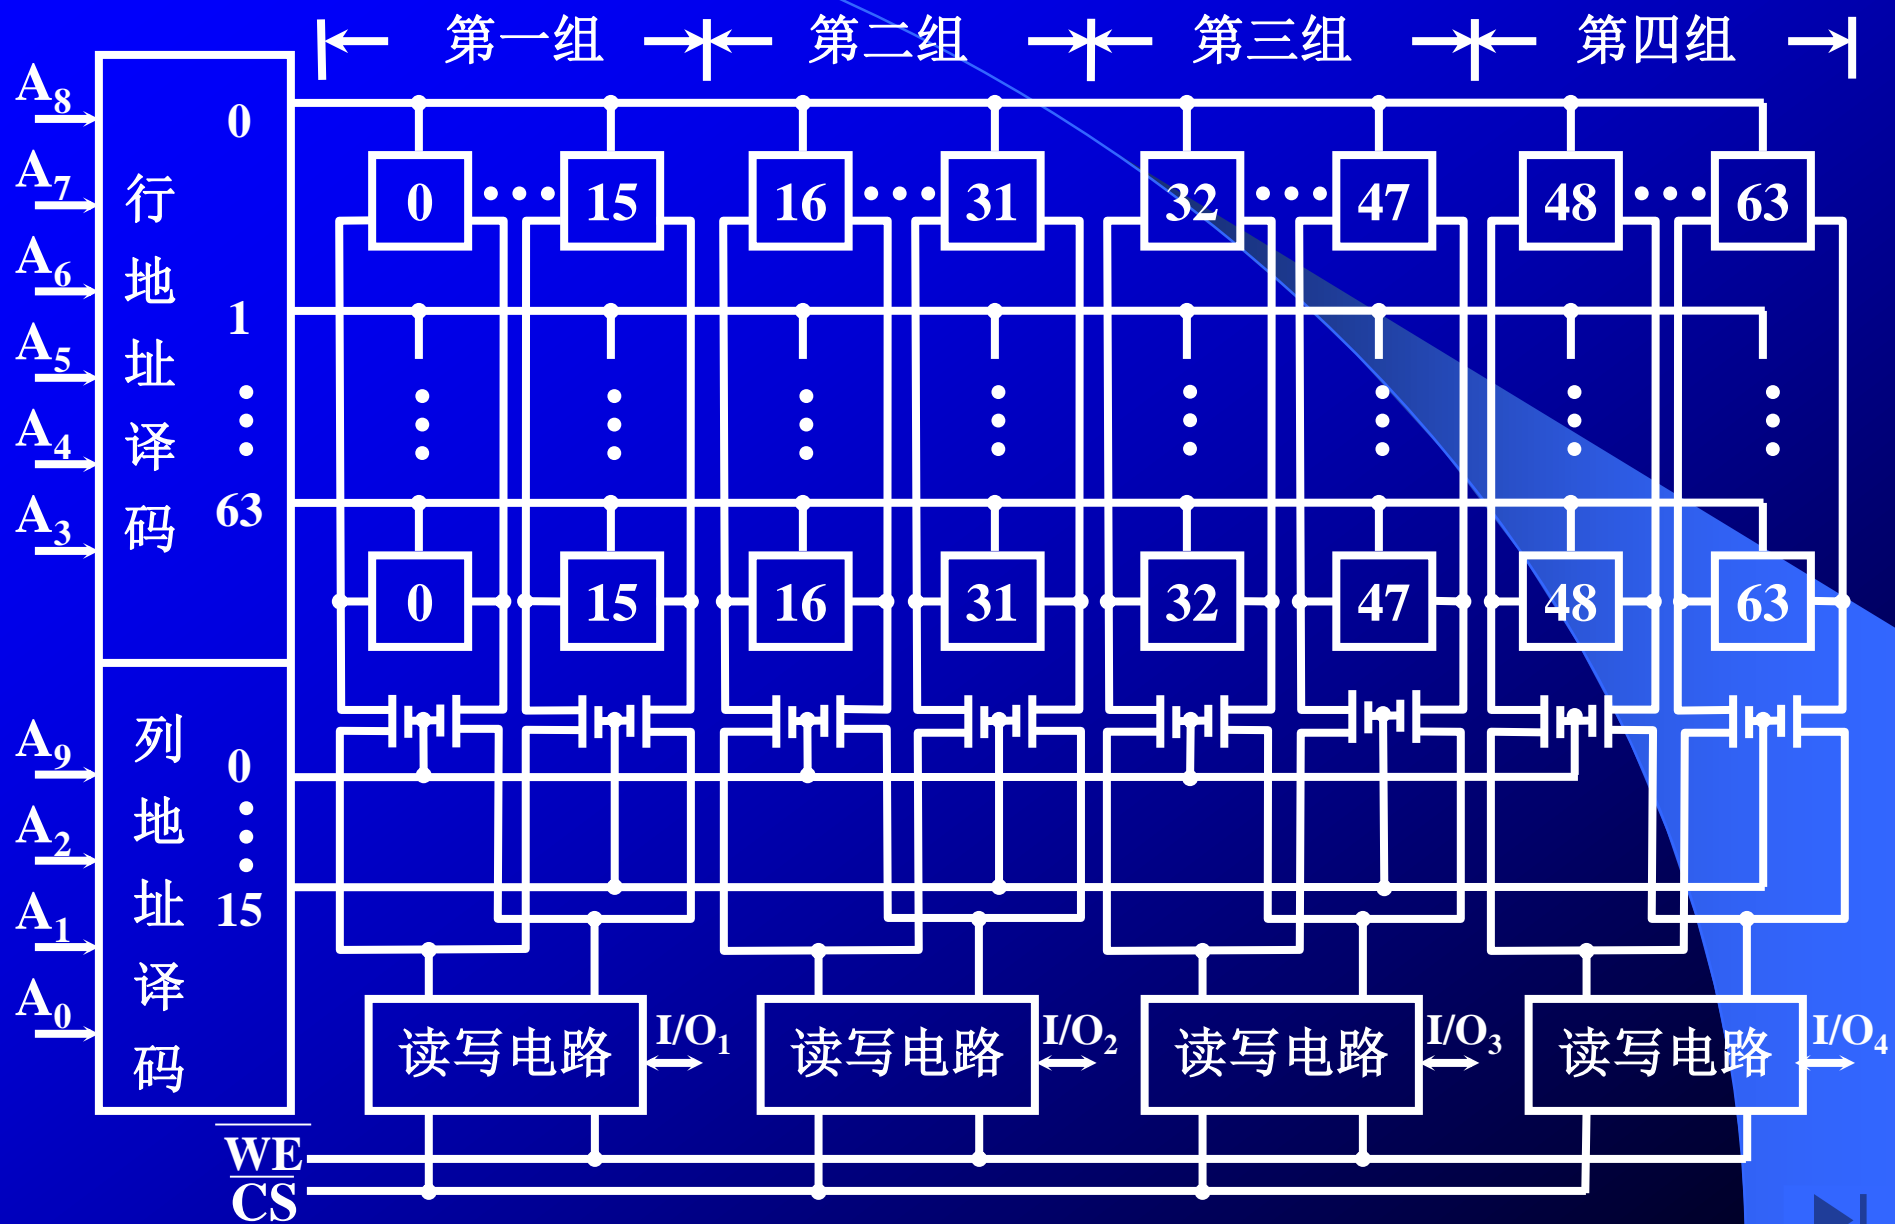 第一组 第二组 第三组 第四组
A8
A7
A6
A5
A4
A3
行地址译码
0
1
63
0 15 16 31 32 47 48 63
0 15 16 31 32 47 48 63
A9
A2
A1
A0
列地址译码
0
15
读写电路 I/O1 读写电路 I/O2 读写电路 I/O3 读写电路 I/O4
WE
CS